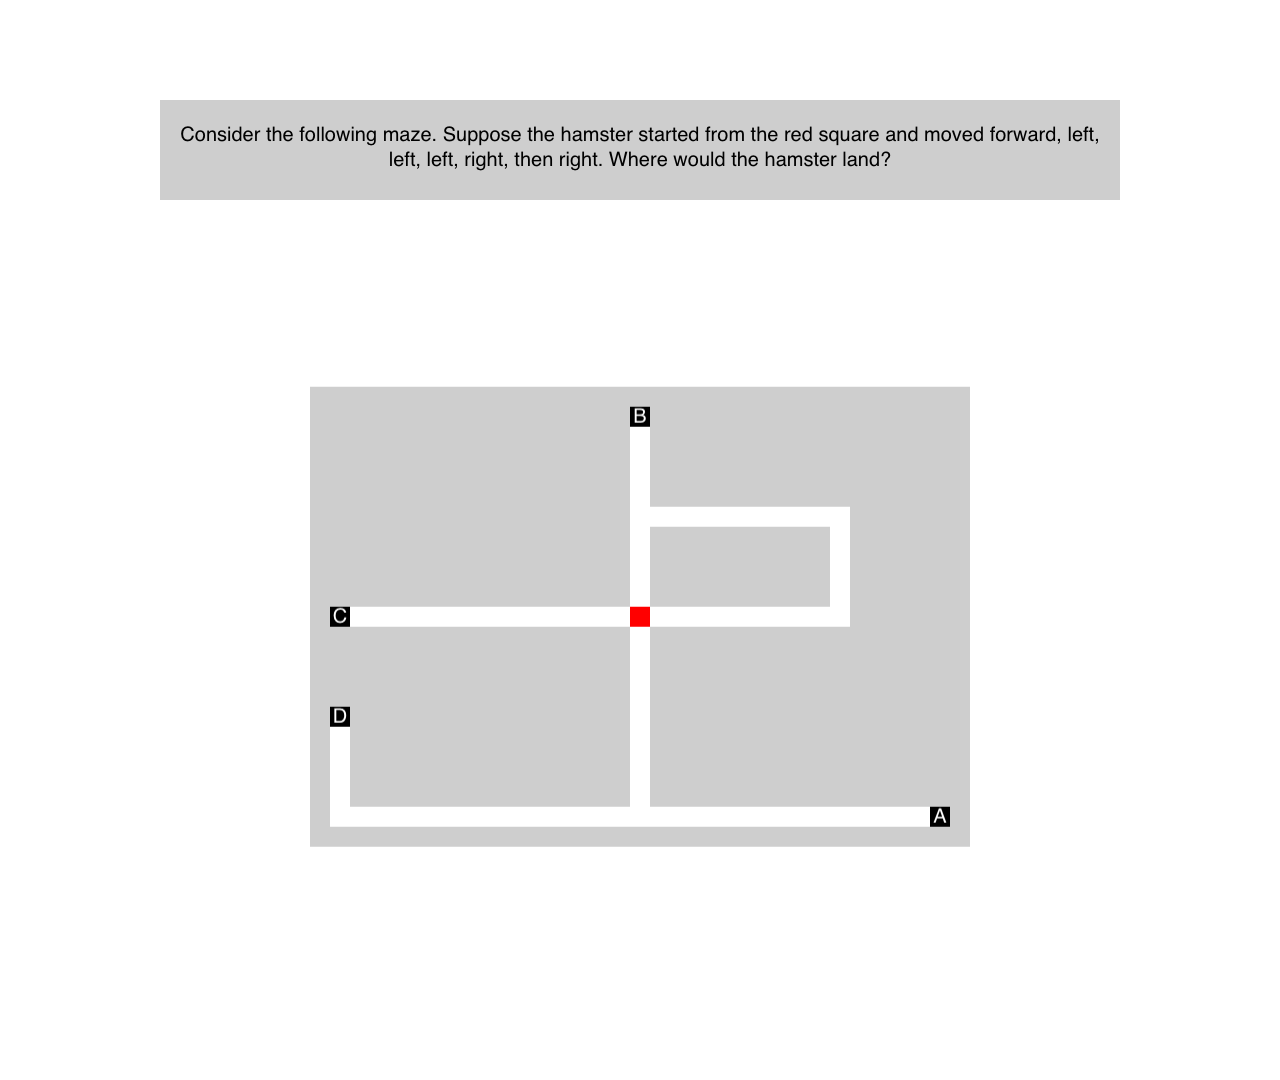 Consider the following maze. Suppose the hamster started from the red square and moved forward, left,
left, left, right, then right. Where would the hamster land?
B
C
D
A